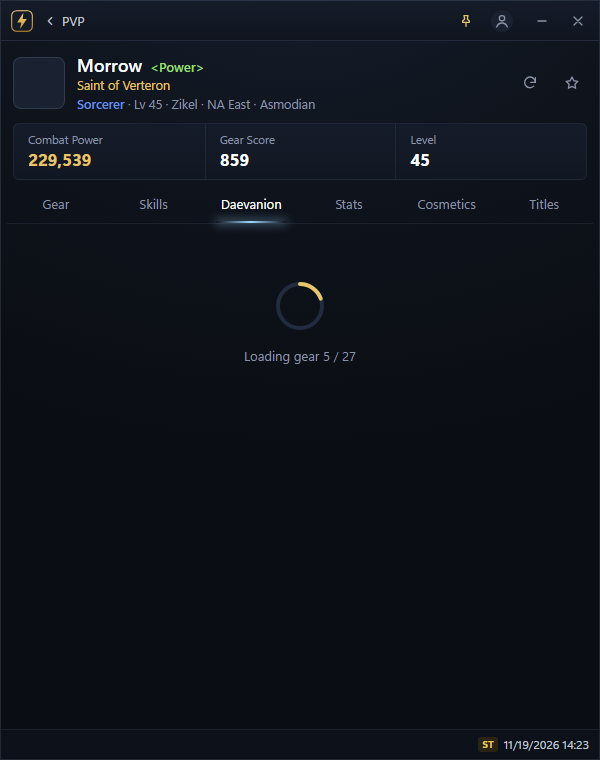 PVP
Morrow <Power>
Saint of Verteron
Sorcerer · Lv 45 · Zikel · NA East · Asmodian
Combat Power Gear Score Level
229,539 859 45
Gear Skills Daevanion Stats Cosmetics Titles
Loading gear 5 / 27
ST 11/19/2026 14:23